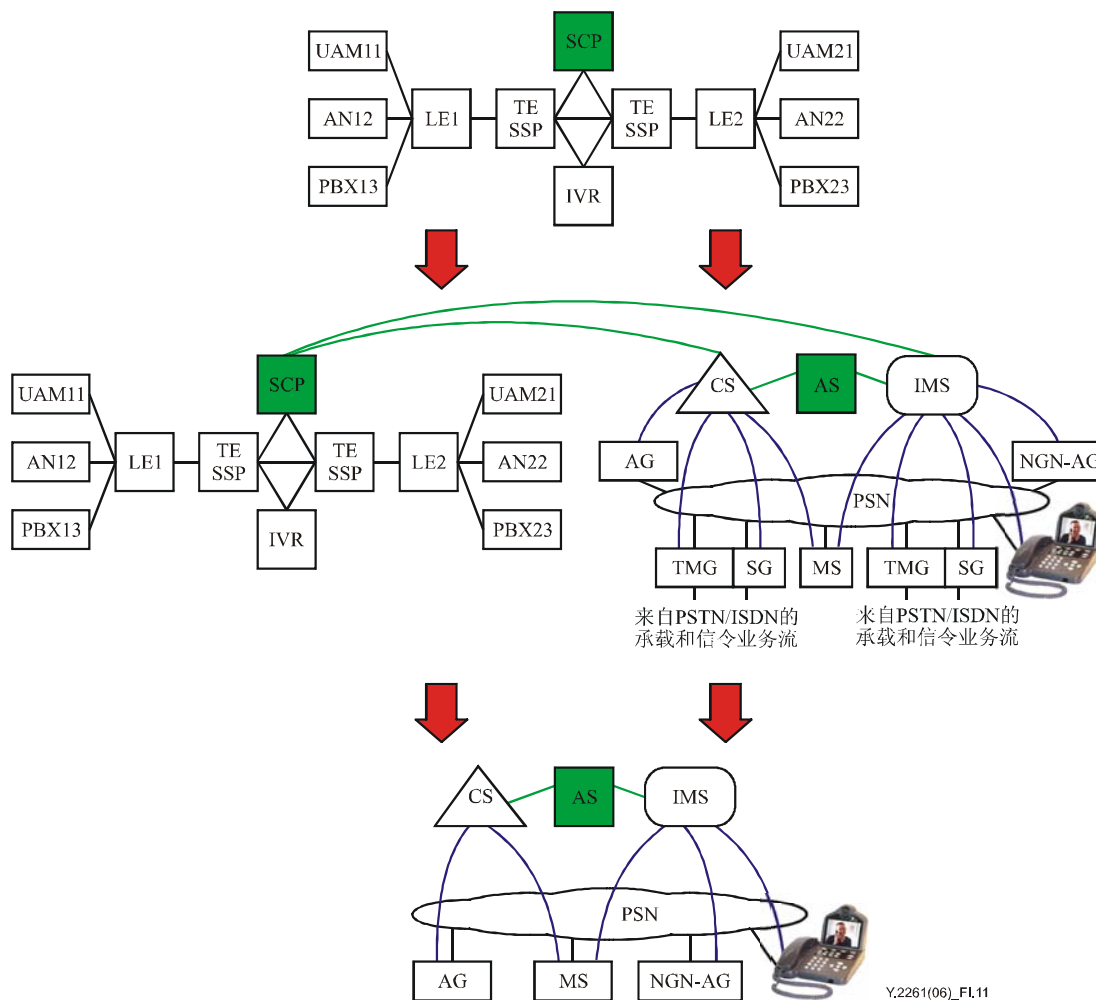 SCP
UAM11
UAM21
AN12
LE1
TE
SSP
TE
SSP
LE2
AN22
PBX13
IVR
PBX23
SCP
CS
AS
IMS
UAM11
UAM21
AN12
LE1
TE
SSP
TE
SSP
LE2
AN22
AG
NGN-AG
PSN
PBX13
IVR
PBX23
TMG
SG
MS
TMG
SG
来自PSTN/ISDN的
承载和信令业务流
来自PSTN/ISDN的
承载和信令业务流
CS
AS
IMS
PSN
AG
MS
NGN-AG
Y.2261(06)_FI.11